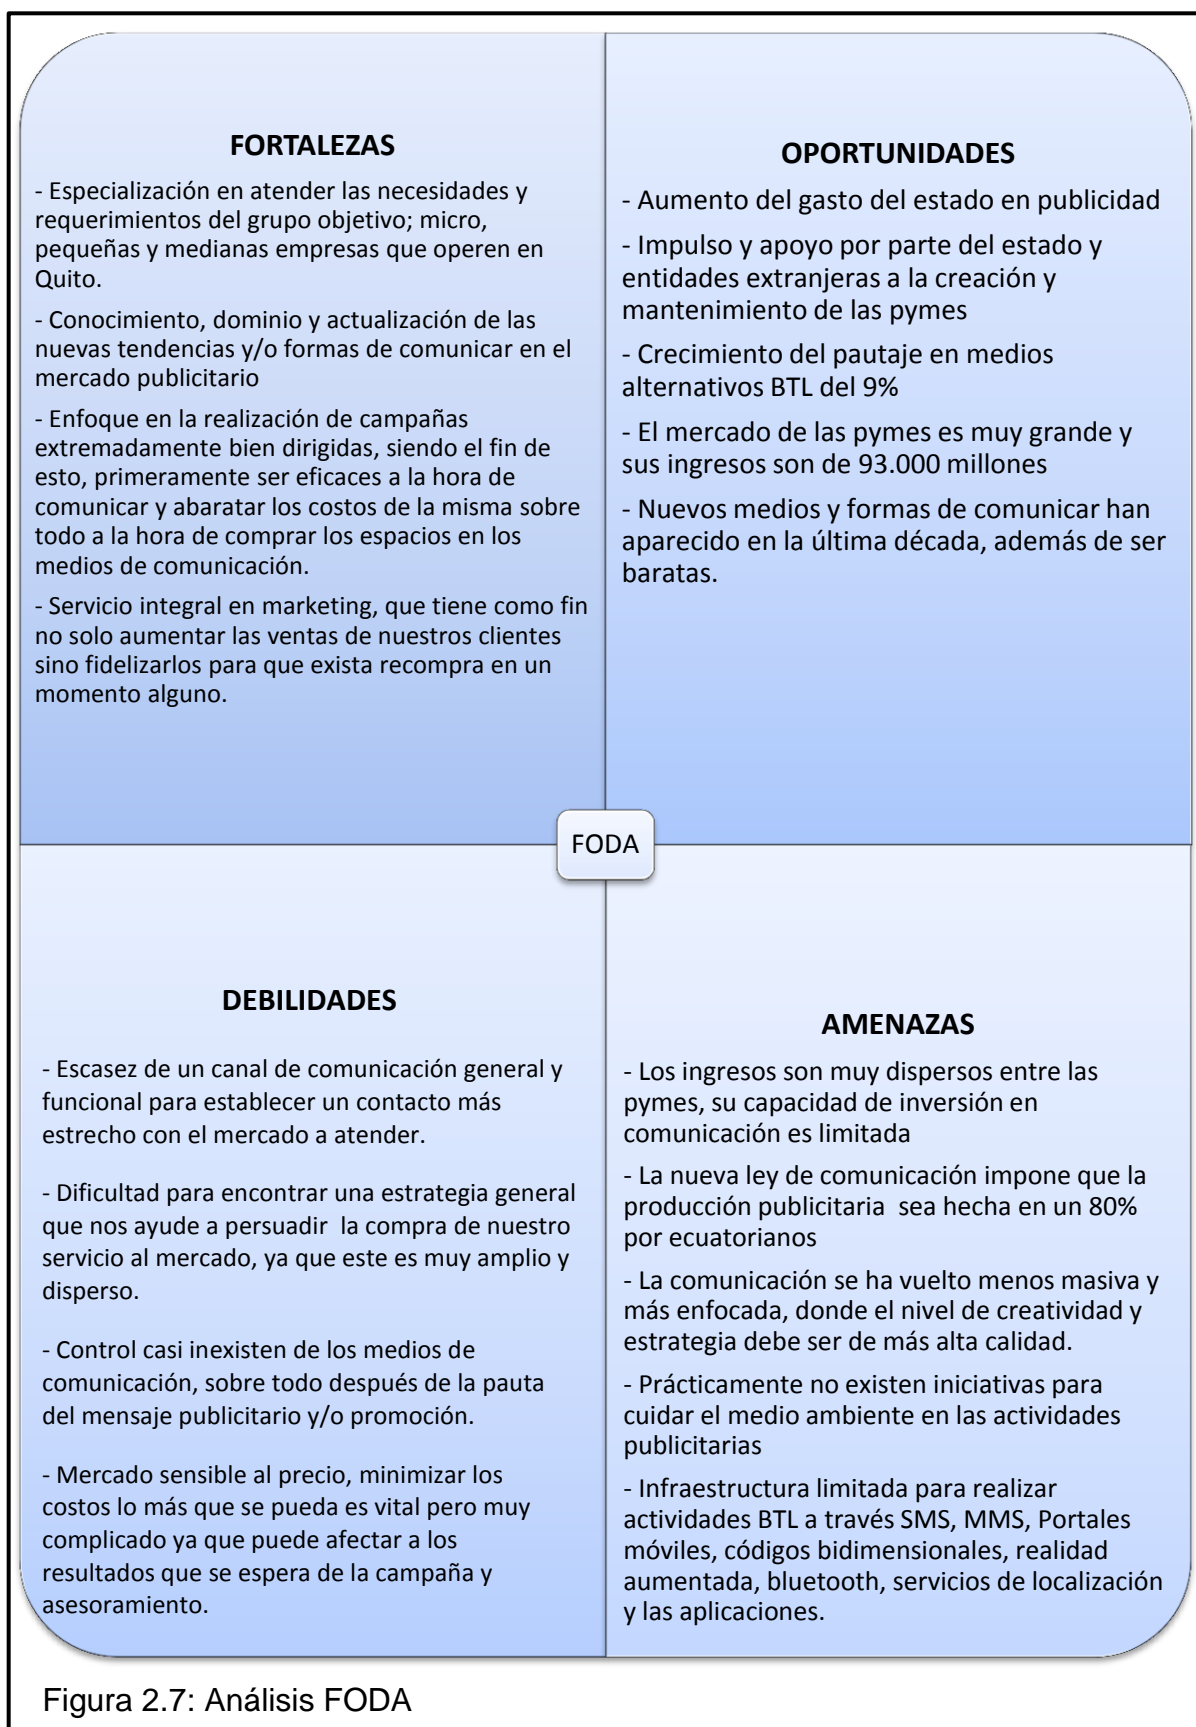 FORTALEZAS
- Especialización en atender las necesidades y
requerimientos del grupo objetivo; micro,
pequeñas y medianas empresas que operen en
Quito.
- Conocimiento, dominio y actualización de las
nuevas tendencias y/o formas de comunicar en el
mercado publicitario
- Enfoque en la realización de campañas
extremadamente bien dirigidas, siendo el fin de
esto, primeramente ser eficaces a la hora de
comunicar y abaratar los costos de la misma sobre
todo a la hora de comprar los espacios en los
medios de comunicación.
- Servicio integral en marketing, que tiene como fin
no solo aumentar las ventas de nuestros clientes
sino fidelizarlos para que exista recompra en un
momento alguno.
OPORTUNIDADES
- Aumento del gasto del estado en publicidad
- Impulso y apoyo por parte del estado y
entidades extranjeras a la creación y
mantenimiento de las pymes
- Crecimiento del pautaje en medios
alternativos BTL del 9%
- El mercado de las pymes es muy grande y
sus ingresos son de 93.000 millones
- Nuevos medios y formas de comunicar han
aparecido en la última década, además de ser
baratas.
FODA
DEBILIDADES
- Escasez de un canal de comunicación general y
funcional para establecer un contacto más
estrecho con el mercado a atender.
- Dificultad para encontrar una estrategia general
que nos ayude a persuadir  la compra de nuestro
servicio al mercado, ya que este es muy amplio y
disperso.
- Control casi inexisten de los medios de
comunicación, sobre todo después de la pauta
del mensaje publicitario y/o promoción.
- Mercado sensible al precio, minimizar los
costos lo más que se pueda es vital pero muy
complicado ya que puede afectar a los
resultados que se espera de la campaña y
asesoramiento.
AMENAZAS
- Los ingresos son muy dispersos entre las
pymes, su capacidad de inversión en
comunicación es limitada
- La nueva ley de comunicación impone que la
producción publicitaria  sea hecha en un 80%
por ecuatorianos
- La comunicación se ha vuelto menos masiva y
más enfocada, donde el nivel de creatividad y
estrategia debe ser de más alta calidad.
- Prácticamente no existen iniciativas para
cuidar el medio ambiente en las actividades
publicitarias
- Infraestructura limitada para realizar
actividades BTL a través SMS, MMS, Portales
móviles, códigos bidimensionales, realidad
aumentada, bluetooth, servicios de localización
y las aplicaciones.
Figura 2.7: Análisis FODA